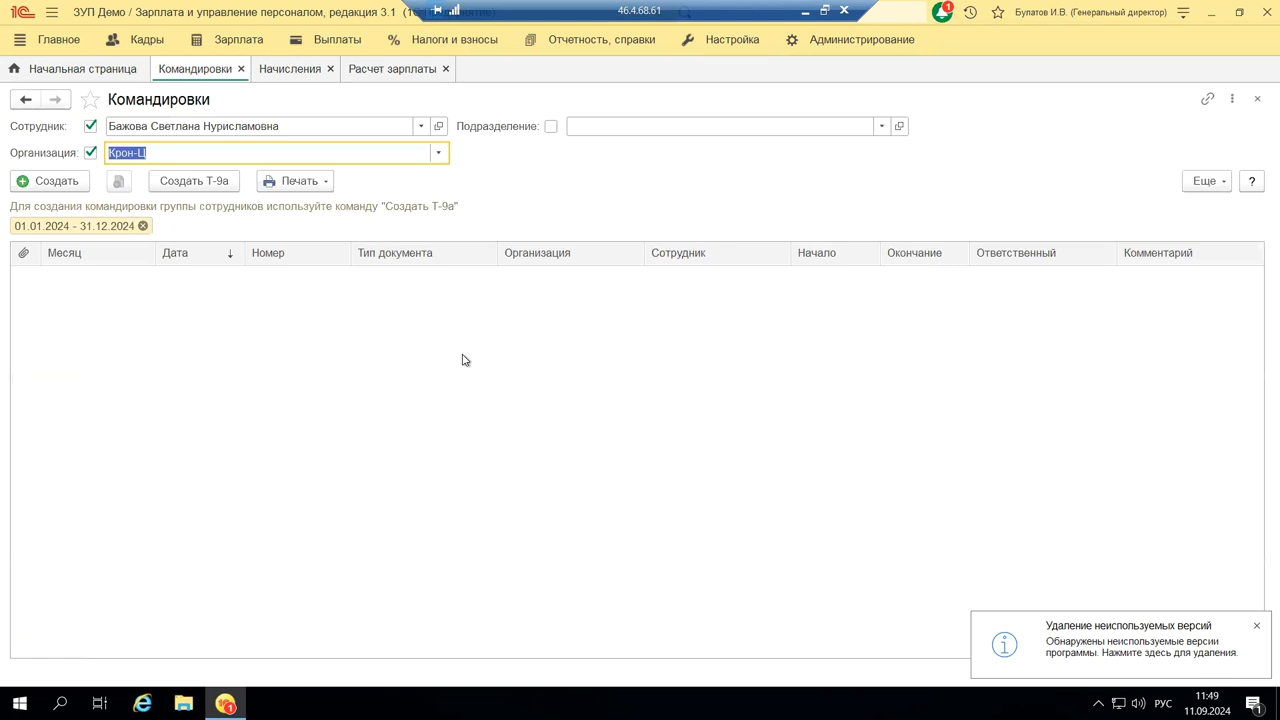 ЗУП Демо / Зарплата и управление персоналом, редакция 3.1 (1С:
46.4.68.61
1
Булатов И.В. (Генеральный директор)
Главное Кадры Зарплата Выплаты Налоги и взносы Отчетность, справки Настройка Администрирование
Начальная страница Командировки Начисления Расчет зарплаты
Командировки
Сотрудник: Бажова Светлана Нурисламовна Подразделение:
Организация: Крон-Ц
Создать Создать Т-9а Печать Еще ?
Для создания командировки группы сотрудников используйте команду "Создать Т-9а"
01.01.2024 - 31.12.2024
Месяц Дата Номер Тип документа Организация Сотрудник Начало Окончание Ответственный Комментарий
Удаление неиспользуемых версий
Обнаружены неиспользуемые версии
программы. Нажмите здесь для удаления.
1 РУС 11:49
11.09.2024 1